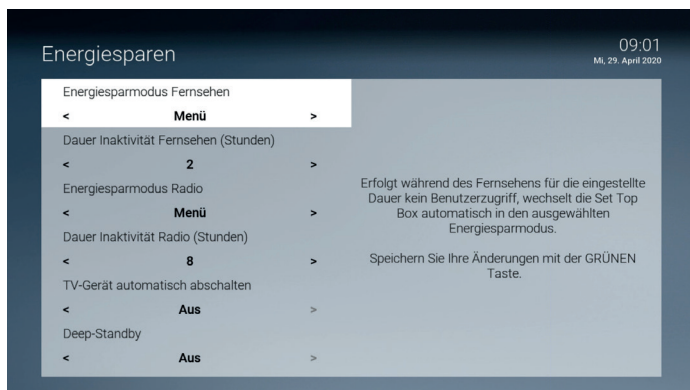 Energiesparen
09:01
Mi, 29. April 2020
Energiesparmodus Fernsehen
< Menü >
Dauer Inaktivität Fernsehen (Stunden)
< 2 >
Energiesparmodus Radio
< Menü >
Dauer Inaktivität Radio (Stunden)
< 8 >
TV-Gerät automatisch abschalten
< Aus >
Deep-Standby
< Aus >
Erfolgt während des Fernsehens für die eingestellte
Dauer kein Benutzerzugriff, wechselt die Set Top
Box automatisch in den ausgewählten
Energiesparmodus.
Speichern Sie Ihre Änderungen mit der GRÜNEN
Taste.